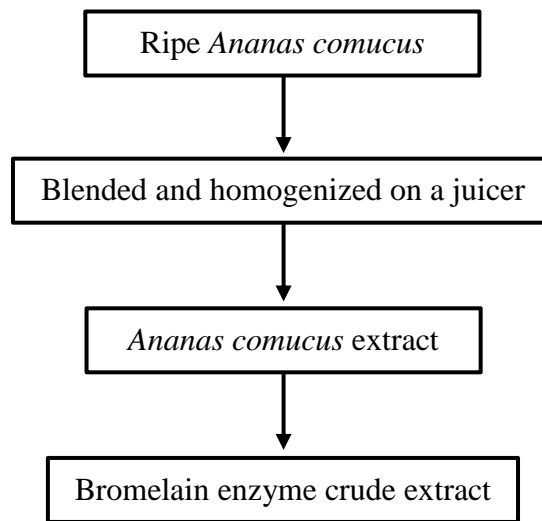 Ripe Ananas comucus
Blended and homogenized on a juicer
Ananas comucus extract
Bromelain enzyme crude extract